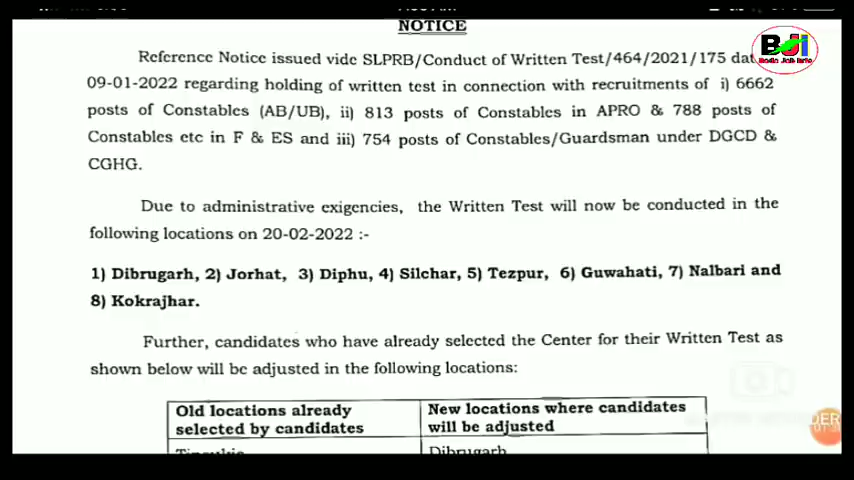 NOTICE
Reference Notice issued vide SLPRB/Conduct of Written Test/464/2021/175
09-01-2022 regarding holding of written test in connection with recruitments of i) 6662
posts of Constables (AB/UB), ii) 813 posts of Constables in APRO & 788 posts of
Constables etc in F & ES and iii) 754 posts of Constables/Guardsman under DGCD &
CGHG.
Due to administrative exigencies, the Written Test will now be conducted in the
following locations on 20-02-2022 :-
1) Dibrugarh, 2) Jorhat, 3) Diphu, 4) Silchar, 5) Tezpur, 6) Guwahati, 7) Nalbari and
8) Kokrajhar.
Further, candidates who have already selected the Center for their Written Test as
shown below will be adjusted in the following locations:
Old locations already
selected by candidates
New locations where candidates
will be adjusted
Dibrugarh
BJI
Bodo Job Info